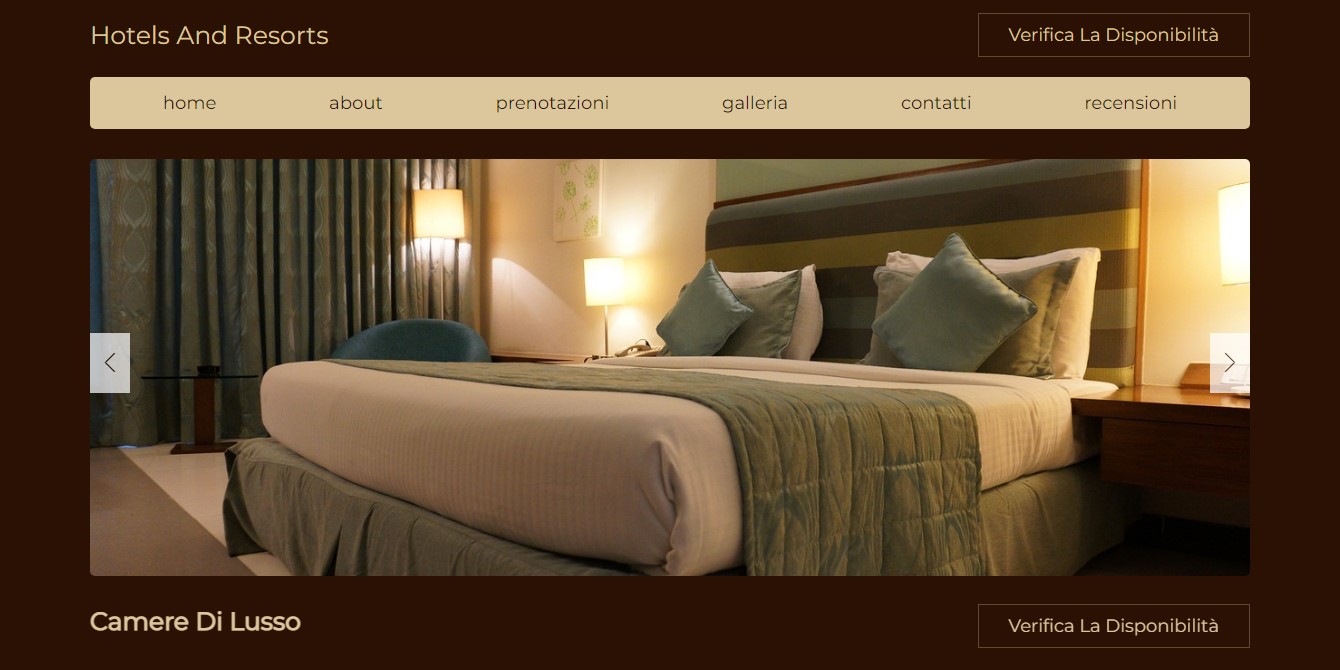 Hotels And Resorts
Verifica La Disponibilità
home about prenotazioni galleria contatti recensioni
Camere Di Lusso
Verifica La Disponibilità